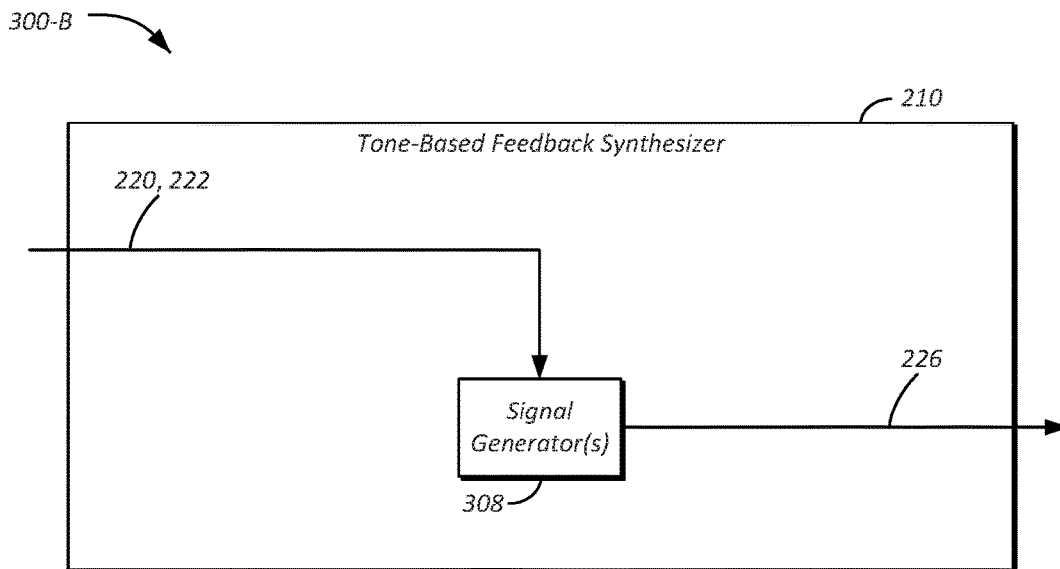 300-B
210
Tone-Based Feedback Synthesizer
220, 222
226
Signal
Generator(s)
308